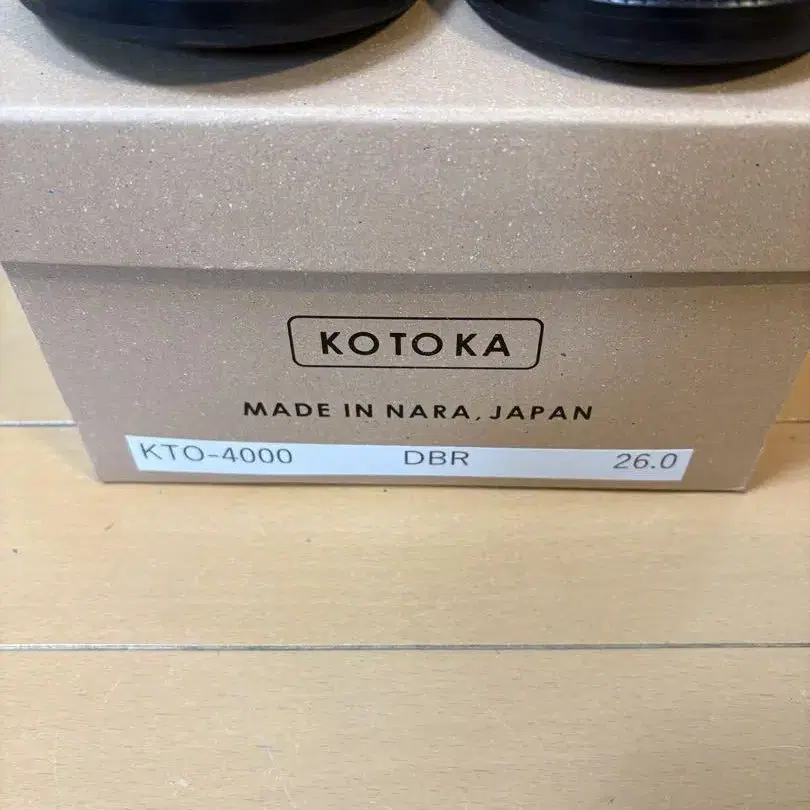 KOTOKA
MADE IN NARA, JAPAN
KTO-4000 DBR 26.0